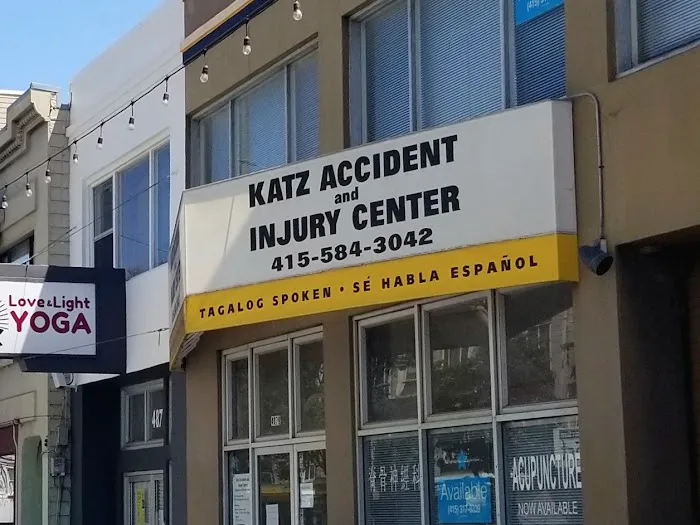 KATZ ACCIDENT
and
INJURY CENTER
415-584-3042
TAGALOG SPOKEN • SÉ HABLA ESPAÑOL
Love & Light
YOGA
487
Available
ACUPUNCTURE
NOW AVAILABLE